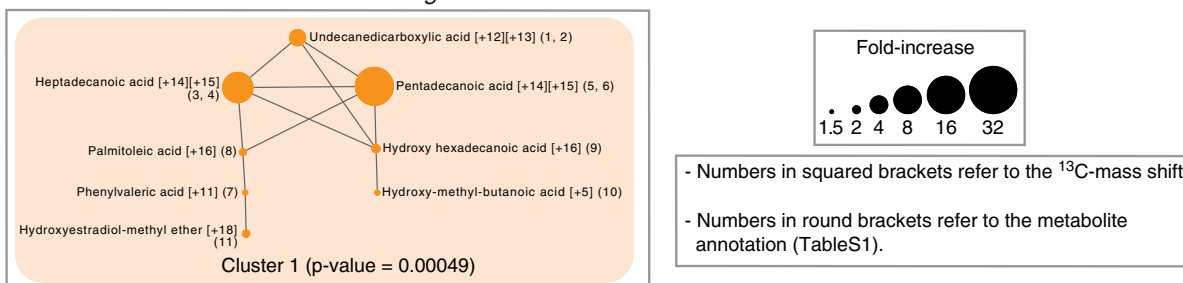 Undecanedicarboxylic acid [+12][+13] (1, 2)
Heptadecanoic acid [+14][+15]
(3, 4)
Pentadecanoic acid [+14][+15] (5, 6)
Palmitoleic acid [+16] (8)
Hydroxy hexadecanoic acid [+16] (9)
Phenylvaleric acid [+11] (7)
Hydroxy-methyl-butanoic acid [+5] (10)
Hydroxyestradiol-methyl ether [+18]
(11)
Cluster 1 (p-value = 0.00049)
Fold-increase
1.5 2 4 8 16 32
- Numbers in squared brackets refer to the ¹³C-mass shift
- Numbers in round brackets refer to the metabolite
annotation (TableS1).